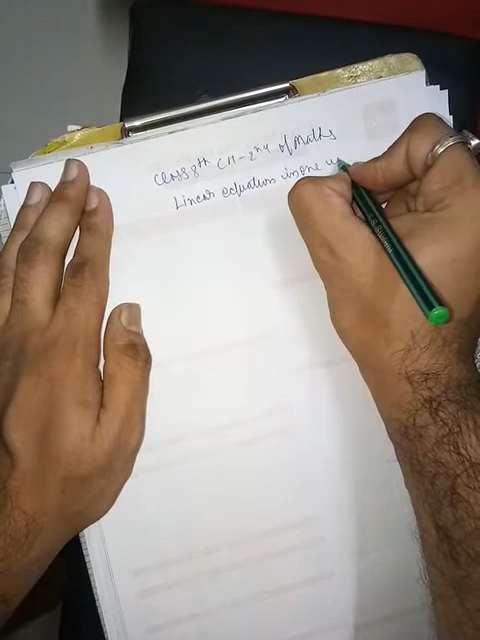 Class 8th CH-2nd of Maths
Linear equation in one v